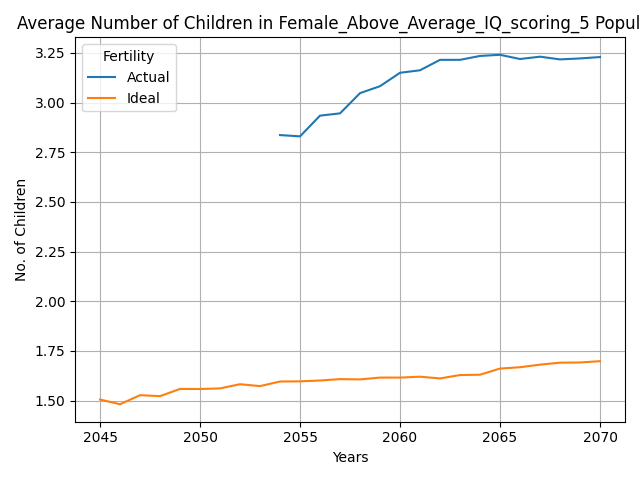 Average Number of Children in Female_Above_Average_IQ_scoring_5 Popul
Fertility
Actual
Ideal
3.25
3.00
2.75
2.50
2.25
2.00
1.75
1.50
No. of Children
2045 2050 2055 2060 2065 2070
Years